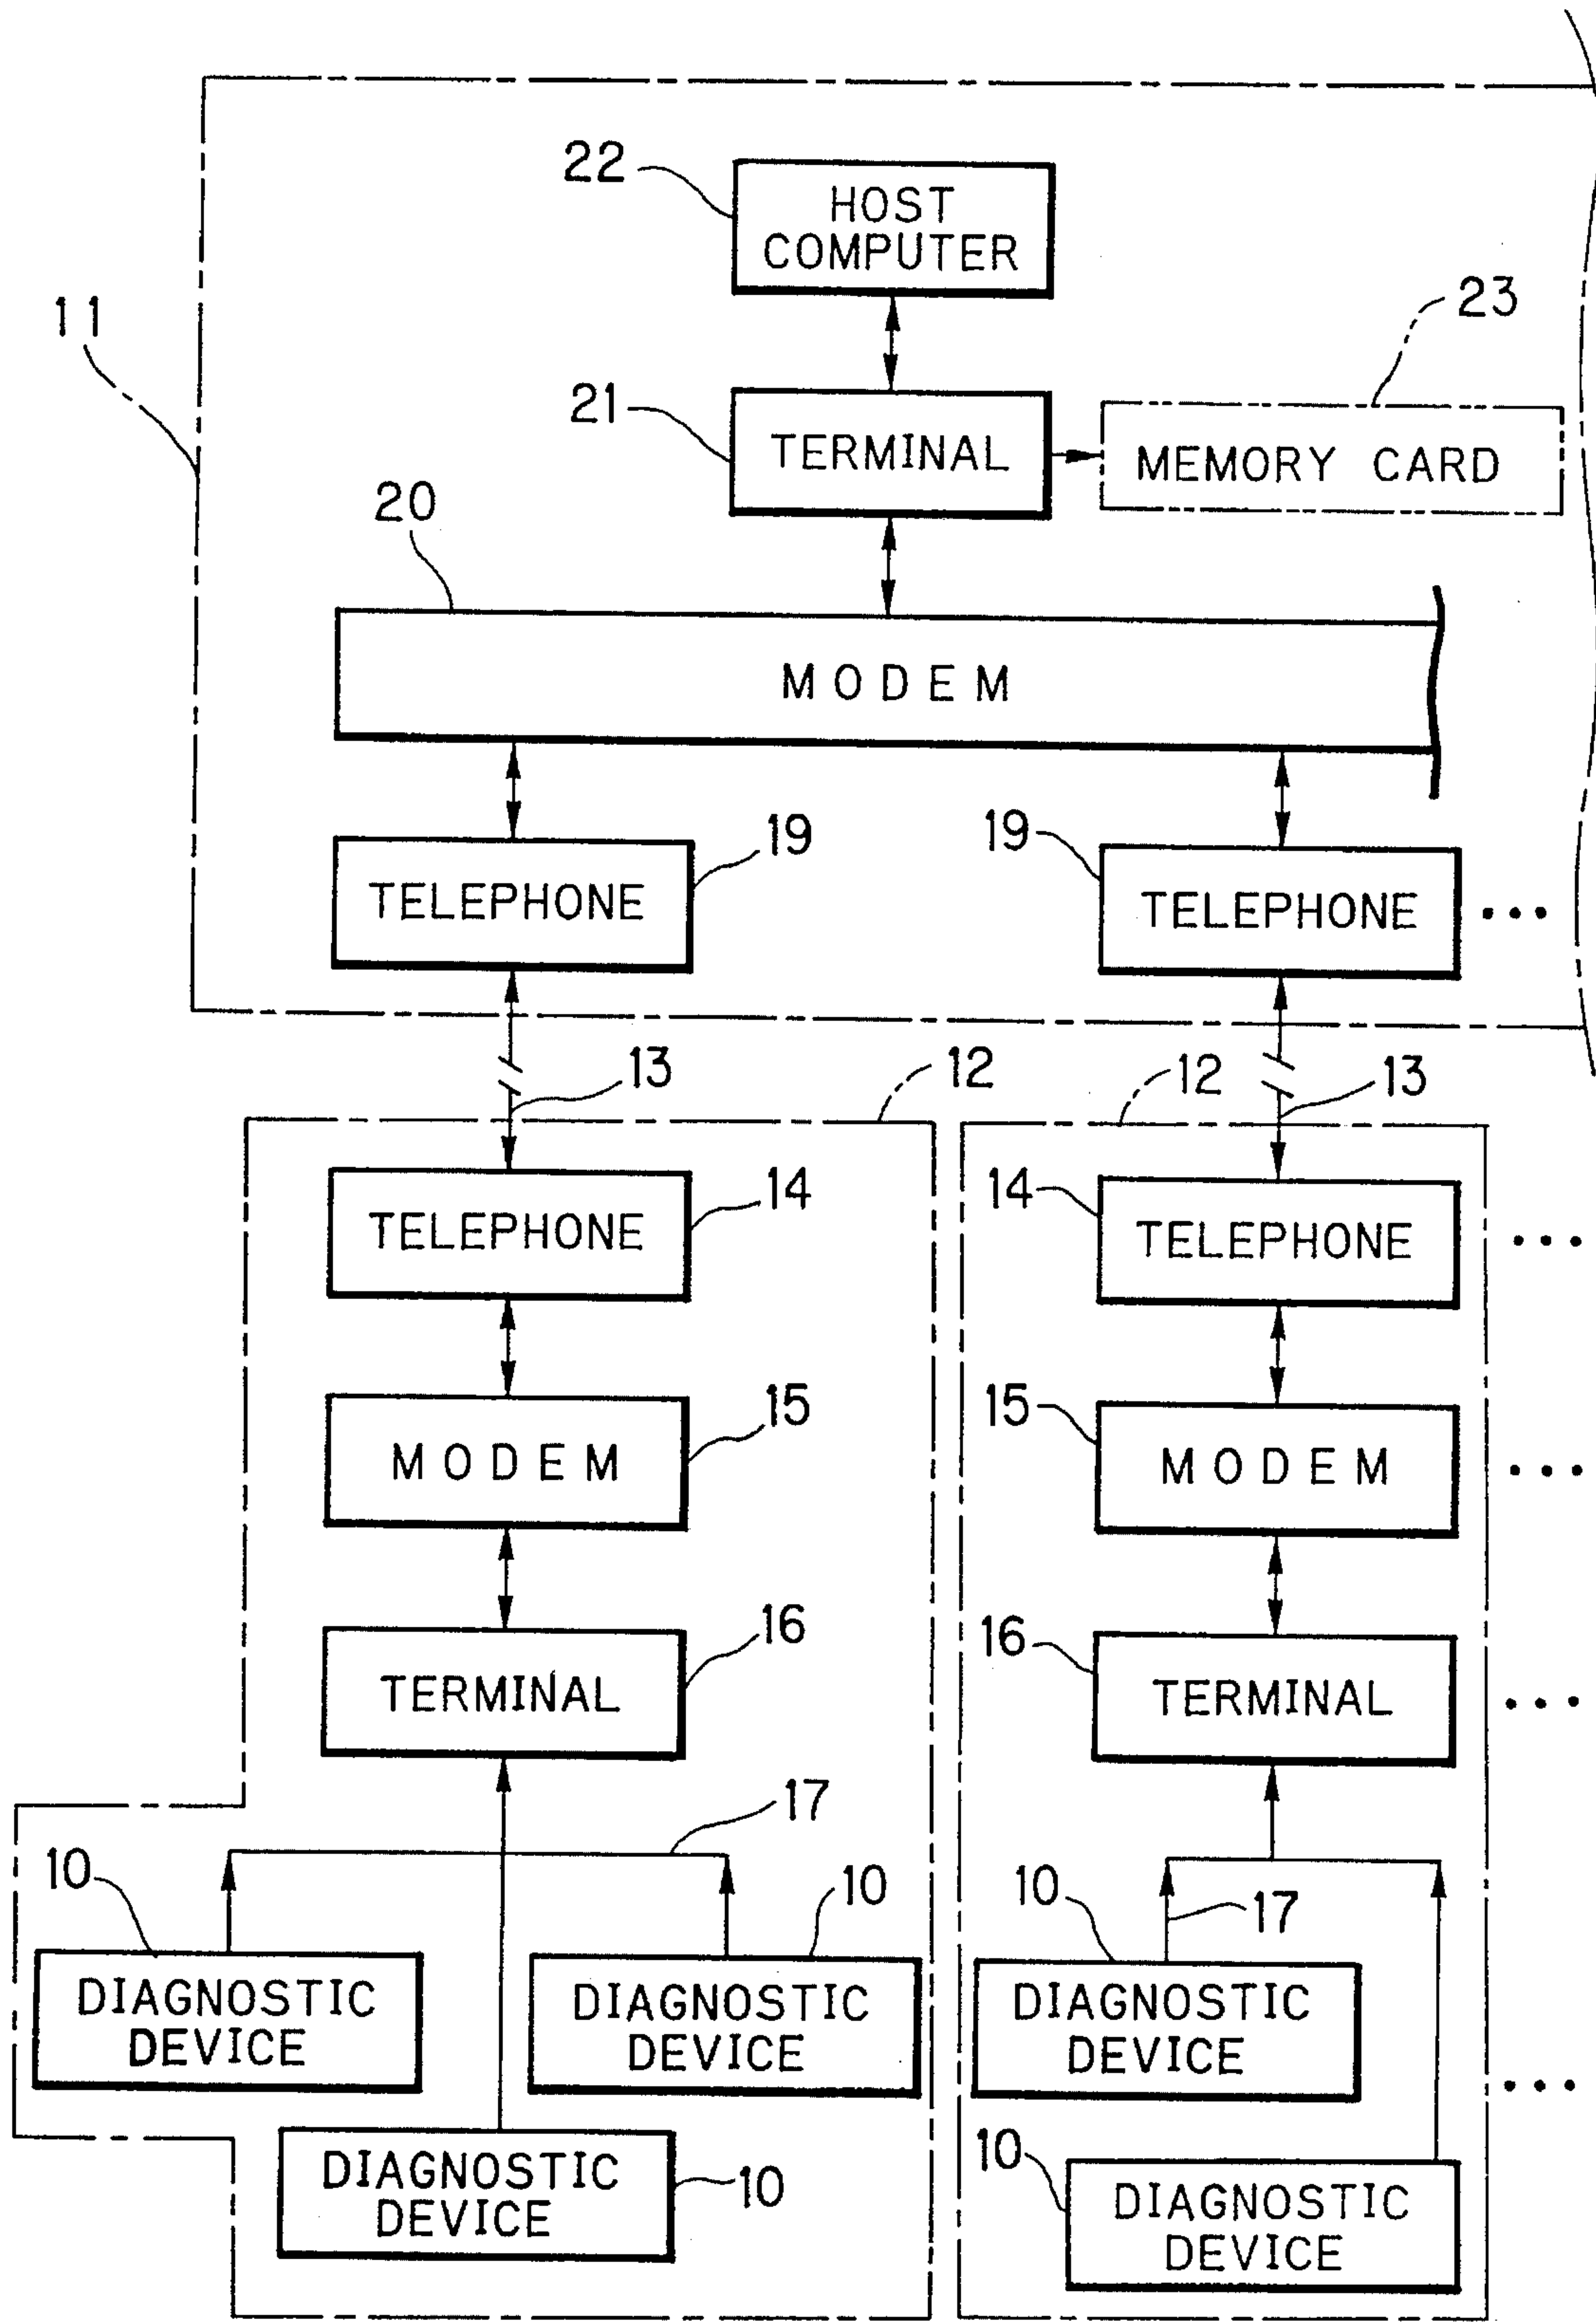 22
HOST
COMPUTER
11
23
21
TERMINAL
MEMORY CARD
20
MODEM
19
19
TELEPHONE
TELEPHONE
...
13
12
12
13
14
14
TELEPHONE
TELEPHONE
...
15
15
MODEM
MODEM
...
16
16
TERMINAL
TERMINAL
...
17
10
10
10
17
DIAGNOSTIC
DEVICE
DIAGNOSTIC
DEVICE
DIAGNOSTIC
DEVICE
...
DIAGNOSTIC
DEVICE
10
10
DIAGNOSTIC
DEVICE